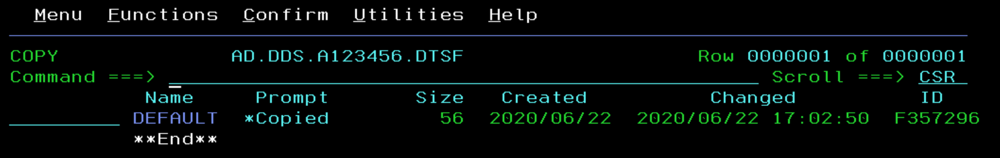 Menu Functions Confirm Utilities Help
COPY AD.DDS.A123456.DTSF Row 0000001 of 0000001
Command ===> Scroll ===> CSR
Name Prompt Size Created Changed ID
DEFAULT *Copied 56 2020/06/22 2020/06/22 17:02:50 F357296
**End**